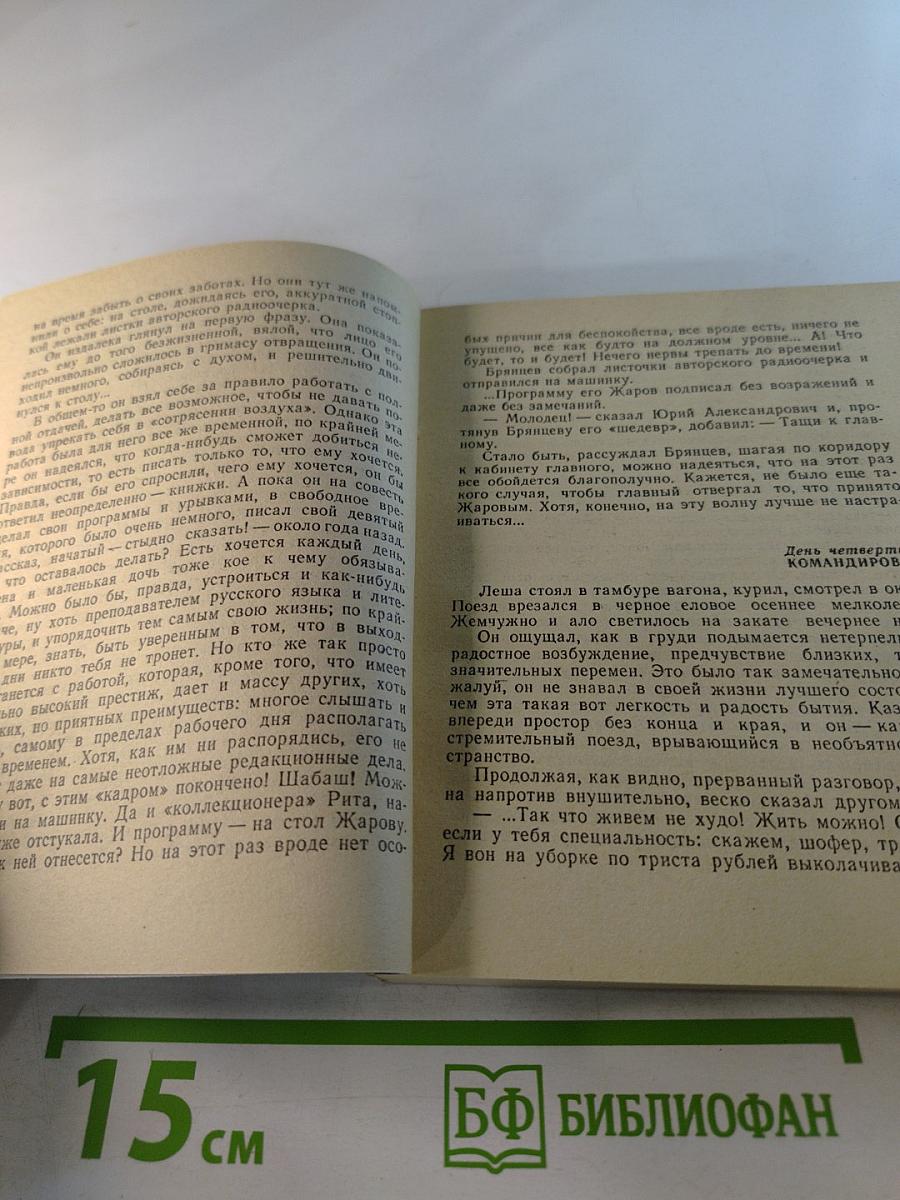 на время забыть о своих заботах. Но они тут же напом-
нили о себе: на столе, дожидаясь его, аккуратной стоп-
кой лежали листки авторского радиоочерка.
Он издалека глянул на первую фразу. Она показа-
лась ему до того безжизненной, вялой, что лицо его
непроизвольно сложилось в гримасу отвращения. Он по-
ходил немного, собираясь с духом, и решительно дви-
нулся к столу...
В общем-то он взял себе за правило работать с пол-
ной отдачей, делать все возможное, чтобы не давать по-
вода упрекать себя в «сотрясении воздуха». Однако эта
работа была для него все же временной, по крайней ме-
ре он надеялся, что когда-нибудь сможет добиться не-
зависимости, то есть писать только то, что ему хочется.
Правда, если бы его спросили, чего ему хочется, он бы
ответил неопределенно — книжки. А пока он на совесть
делал свои программы и урывками, в свободное вре-
я, которого было очень немного, писал свой девятый
ассказ, начатый — стыдно сказать! — около года назад.
что оставалось делать? Есть хочется каждый день,
ена и маленькая дочь тоже кое к чему обязыва-
Можно было бы, правда, устроиться и как-нибудь
че, ну хоть преподавателем русского языка и лите-
уры, и упорядочить тем самым свою жизнь; по край-
мере, знать, быть уверенным в том, что в выход-
дни никто тебя не тронет. Но кто же так просто
танется с работой, которая, кроме того, что имеет
ьно высокий престиж, дает и массу других, хоть
ких, но приятных преимуществ: многое слышать и
, самому в пределах рабочего дня располагать
временем. Хотя, как им ни распорядись, его не
даже на самые неотложные редакционные дела.
у вот, с этим «кадром» покончено! Шабаш! Мож-
и на машинку. Да и «коллекционера» Рита, на-
же отстукала. И программу — на стол Жарову.
к ней отнесется? Но на этот раз вроде нет осо-
бых причин для беспокойства, все вроде есть, ничего не
упущено, все как будто на должном уровне... А! Что
будет, то и будет! Нечего нервы трепать до времени!
Брянцев собрал листочки авторского радиоочерка и
отправился на машинку.
...Программу его Жаров подписал без возражений и
даже без замечаний.
— Молодец! — сказал Юрий Александрович и, про-
тянув Брянцеву его «шедевр», добавил: — Тащи к глав-
ному.
Стало быть, рассуждал Брянцев, шагая по коридору
к кабинету главного, можно надеяться, что на этот раз
все обойдется благополучно. Кажется, не было еще та-
кого случая, чтобы главный отвергал то, что принято
Жаровым. Хотя, конечно, на эту волну лучше не настра-
иваться...
День четверт
КОМАНДИРОВ
Леша стоял в тамбуре вагона, курил, смотрел в ок
Поезд врезался в черное еловое осеннее мелколе
Жемчужно и ало светилось на закате вечернее н
Он ощущал, как в груди подымается нетерпел
радостное возбуждение, предчувствие близких, т
значительных перемен. Это было так замечательно
жалуй, он не знавал в своей жизни лучшего состо
чем эта такая вот легкость и радость бытия. Каз
впереди простор без конца и края, и он — ка
стремительный поезд, врывающийся в необъятн
странство.
Продолжая, как видно, прерванный разговор,
на напротив внушительно, веско сказал другом
— ...Так что живем не худо! Жить можно! О
если у тебя специальность: скажем, шофер, тр
Я вон на уборке по триста рублей выколачива
15 см
БФ БИБЛИОФАН